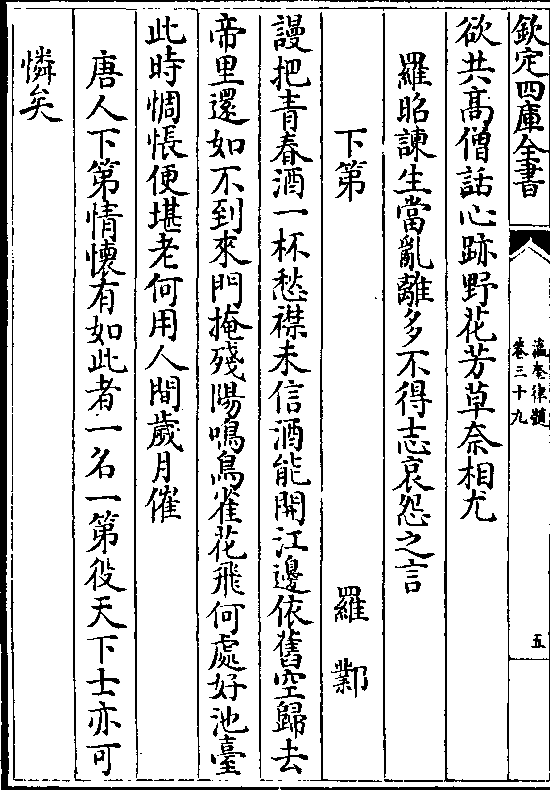 欽定四庫全書
瀛奎律髓
卷三十九
五
欲共髙僧話心跡野花芳草奈相尤
羅昭諫生當亂離多不得志哀怨之言
下第 羅鄴
謾把青春酒一杯愁襟未信酒能開江邊依舊空歸去
帝里還如不到來門掩殘陽鳴鳥雀花飛何處好池臺
此時惆悵便堪老何用人間歲月催
唐人下第情懷有如此者一名一第役天下士亦可
憐矣